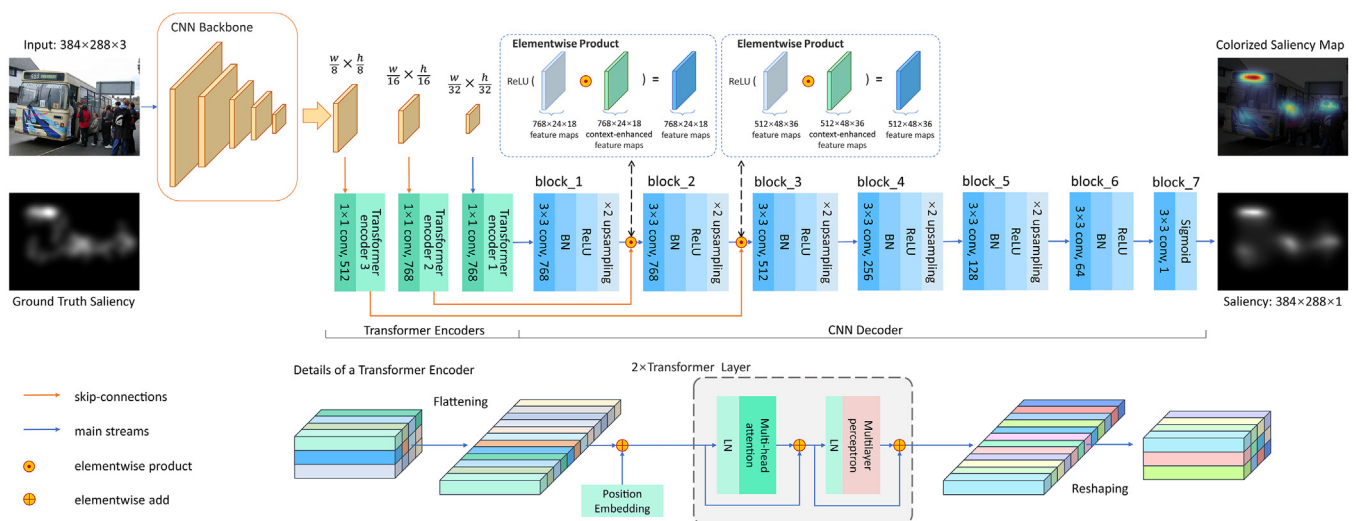 CNN Backbone
Input: 384×288×3
w/8 × h/8
w/16 × h/16
w/32 × h/32
Elementwise Product
ReLU ( ) =
768×24×18
feature maps
768×24×18
context-enhanced
feature maps
768×24×18
feature maps
Elementwise Product
ReLU ( ) =
512×48×36
feature maps
512×48×36
context-enhanced
feature maps
512×48×36
feature maps
Colorized Saliency Map
Ground Truth Saliency
1×1 conv, 512
Transformer
encoder 3
1×1 conv, 768
Transformer
encoder 2
1×1 conv, 768
Transformer
encoder 1
block_1
3×3 conv, 768
BN
ReLU
×2 upsampling
block_2
3×3 conv, 768
BN
ReLU
×2 upsampling
block_3
3×3 conv, 512
BN
ReLU
×2 upsampling
block_4
3×3 conv, 256
BN
ReLU
×2 upsampling
block_5
3×3 conv, 128
BN
ReLU
×2 upsampling
block_6
3×3 conv, 64
BN
ReLU
block_7
3×3 conv, 1
Sigmoid
Saliency: 384×288×1
Transformer Encoders
CNN Decoder
skip-connections
main streams
elementwise product
elementwise add
Details of a Transformer Encoder
Flattening
Position
Embedding
2×Transformer Layer
LN
Multi-head
attention
LN
Multilayer
perceptron
Reshaping